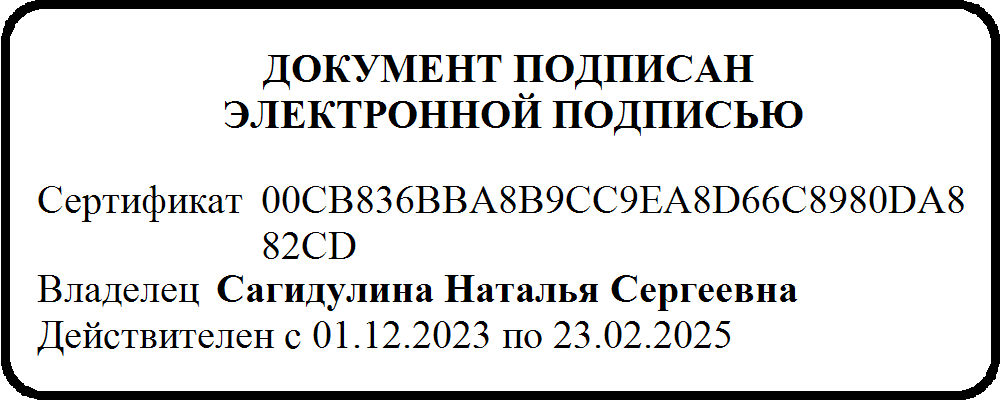 ДОКУМЕНТ ПОДПИСАН
ЭЛЕКТРОННОЙ ПОДПИСЬЮ
Сертификат 00CB836BBA8B9CC9EA8D66C8980DA8
82CD
Владелец Сагидулина Наталья Сергеевна
Действителен с 01.12.2023 по 23.02.2025